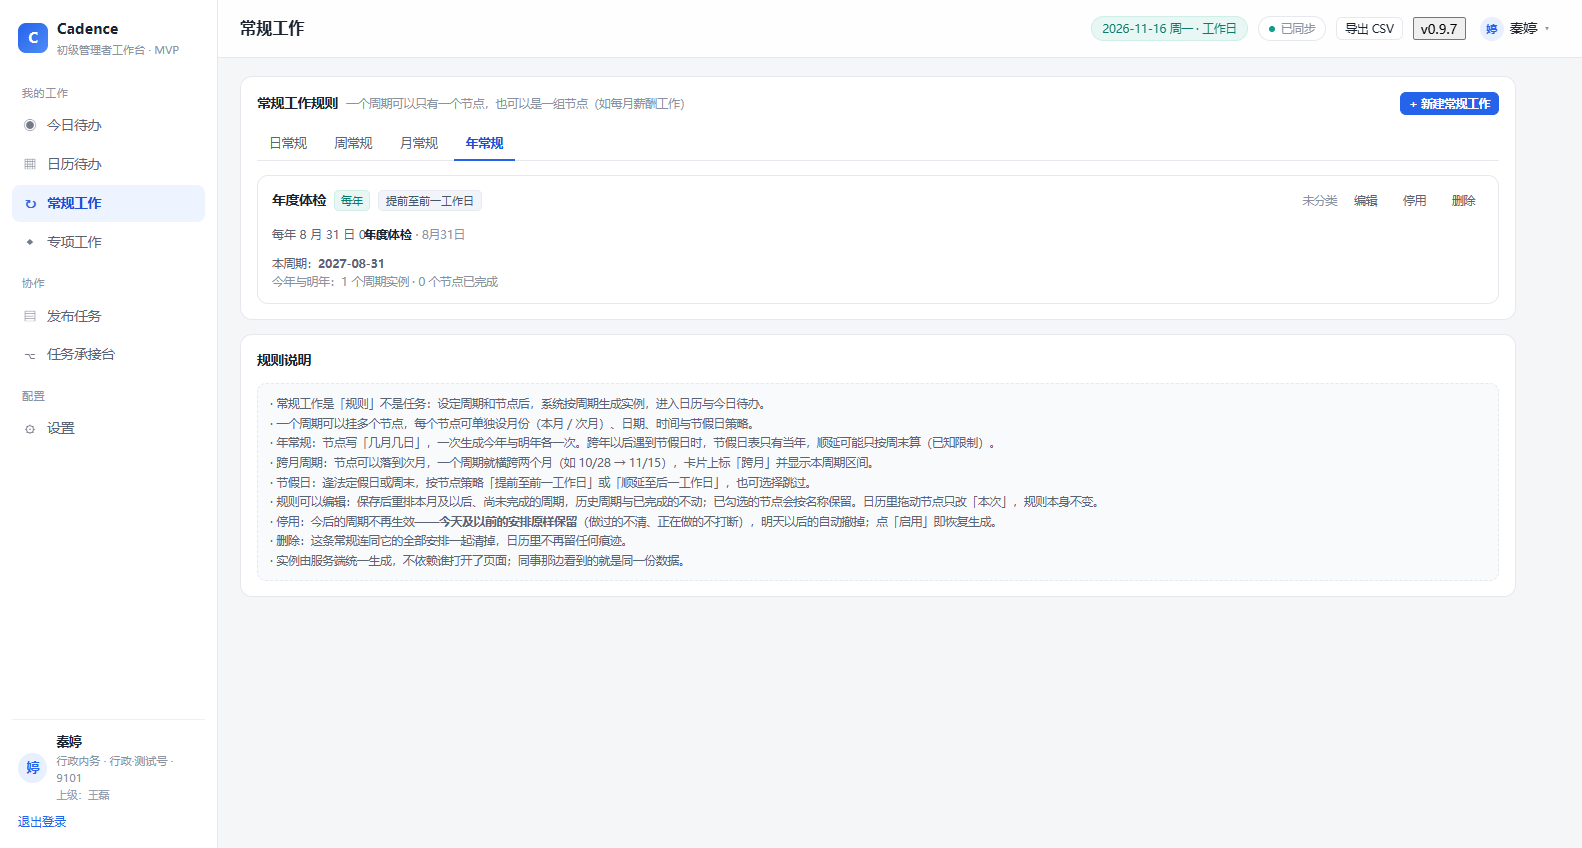 C
Cadence
初级管理者工作台 · MVP
我的工作
今日待办
日历待办
常规工作
专项工作
协作
发布任务
任务承接台
配置
设置
婷
秦婷
行政内务 · 行政·测试号 ·
9101
上级：王磊
退出登录
常规工作
2026-11-16 周一 · 工作日
已同步
导出 CSV
v0.9.7
婷 秦婷
常规工作规则 一个周期可以只有一个节点，也可以是一组节点（如每月薪酬工作）
+ 新建常规工作
日常规 周常规 月常规 年常规
年度体检 每年 提前至前一工作日
未分类 编辑 停用 删除
每年 8 月 31 日 年度体检 · 8月31日
本周期：2027-08-31
今年与明年：1 个周期实例 · 0 个节点已完成
规则说明
· 常规工作是「规则」不是任务：设定周期和节点后，系统按周期生成实例，进入日历与今日待办。
· 一个周期可以挂多个节点，每个节点可单独设月份（本月 / 次月）、日期、时间与节假日策略。
· 年常规：节点写「几月几日」，一次生成今年与明年各一次。跨年以后遇到节假日时，节假日表只有当年，顺延可能只按周末算（已知限制）。
· 跨月周期：节点可以落到次月，一个周期就横跨两个月（如 10/28 → 11/15），卡片上标「跨月」并显示本周期区间。
· 节假日：逢法定假日或周末，按节点策略「提前至前一工作日」或「顺延至后一工作日」，也可选择跳过。
· 规则可以编辑：保存后重排本月及以后、尚未完成的周期，历史周期与已完成的不动；已勾选的节点会按名称保留。日历里拖动节点只改「本次」，规则本身不变。
· 停用：今后的周期不再生效——今天及以前的安排原样保留（做过的不清、正在做的不打断），明天以后的自动撤掉；点「启用」即恢复生成。
· 删除：这条常规连同它的全部安排一起清掉，日历里不再留任何痕迹。
· 实例由服务端统一生成，不依赖谁打开了页面；同事那边看到的就是同一份数据。